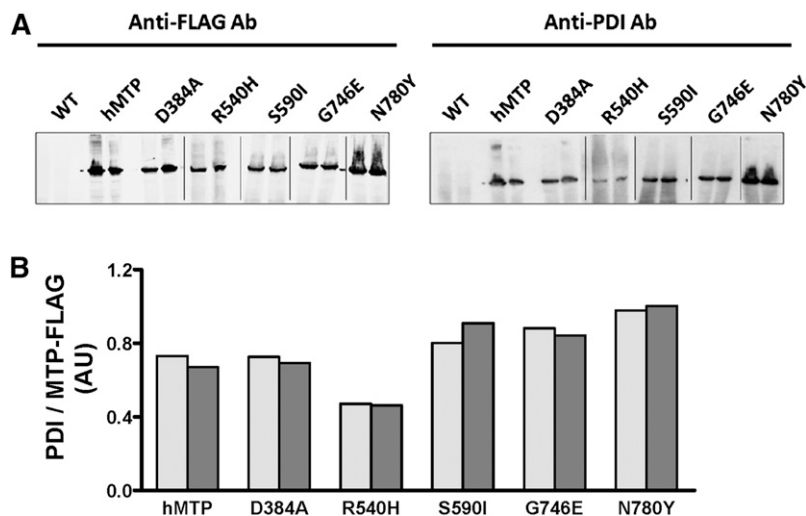 A
Anti-FLAG Ab
Anti-PDI Ab
WT hMTP D384A R540H S590I G746E N780Y
WT hMTP D384A R540H S590I G746E N780Y
B
PDI / MTP-FLAG
(AU)
1.2
0.8
0.4
0.0
hMTP D384A R540H S590I G746E N780Y